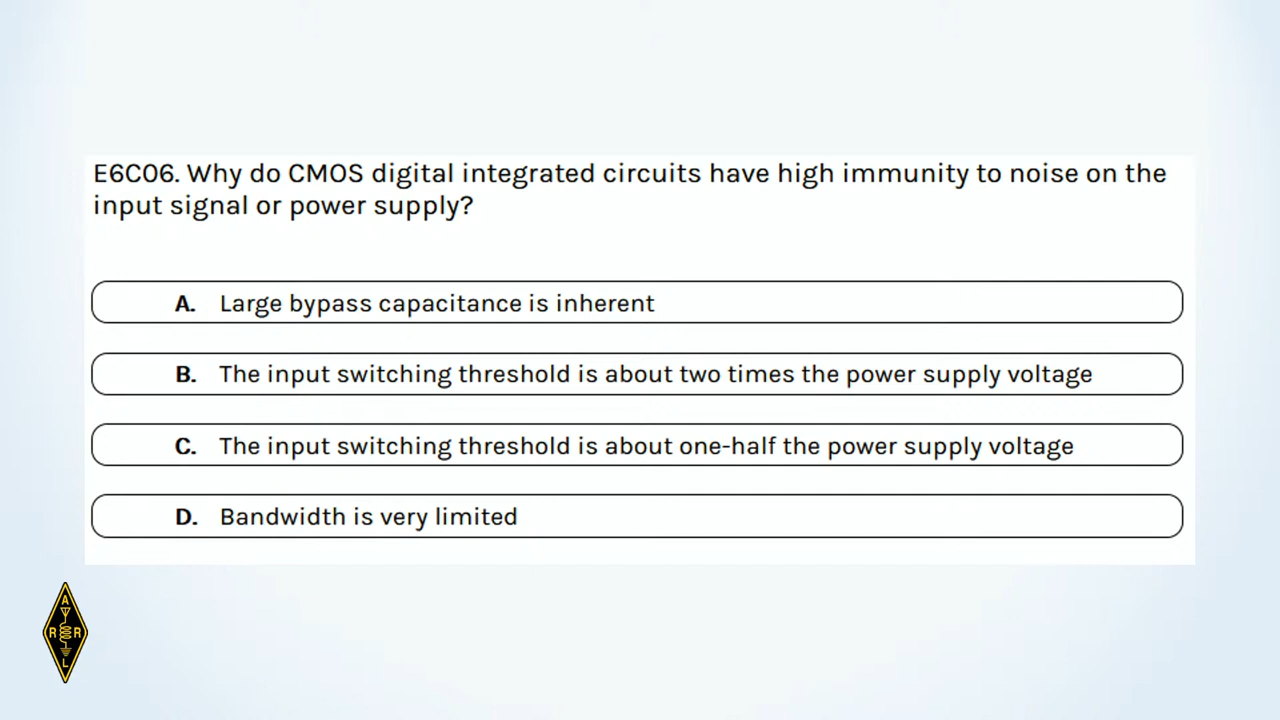 E6C06. Why do CMOS digital integrated circuits have high immunity to noise on the
input signal or power supply?
A. Large bypass capacitance is inherent
B. The input switching threshold is about two times the power supply voltage
C. The input switching threshold is about one-half the power supply voltage
D. Bandwidth is very limited
A
R R
L